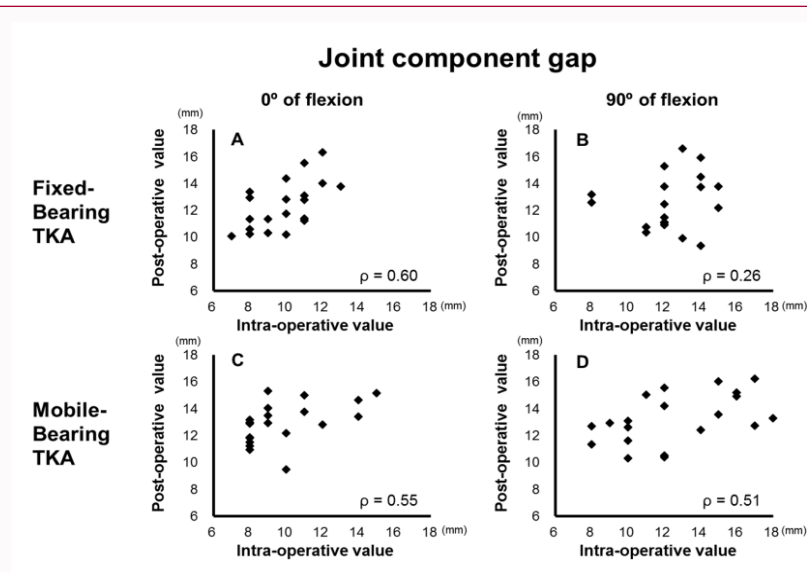 Joint component gap
0º of flexion
90º of flexion
Fixed-
Bearing
TKA
(mm)
A
Post-operative value
18
16
14
12
10
8
6
ρ = 0.60
6 8 10 12 14 16 18 (mm)
Intra-operative value
(mm)
B
Post-operative value
18
16
14
12
10
8
6
ρ = 0.26
6 8 10 12 14 16 18 (mm)
Intra-operative value
Mobile-
Bearing
TKA
(mm)
C
Post-operative value
18
16
14
12
10
8
6
ρ = 0.55
6 8 10 12 14 16 18 (mm)
Intra-operative value
(mm)
D
Post-operative value
18
16
14
12
10
8
6
ρ = 0.51
6 8 10 12 14 16 18 (mm)
Intra-operative value